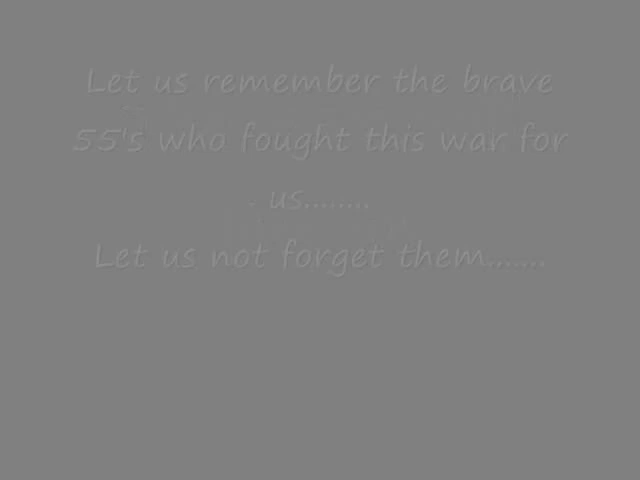 Let us remember the brave
55's who fought this war for
us........
Let us not forget them.......